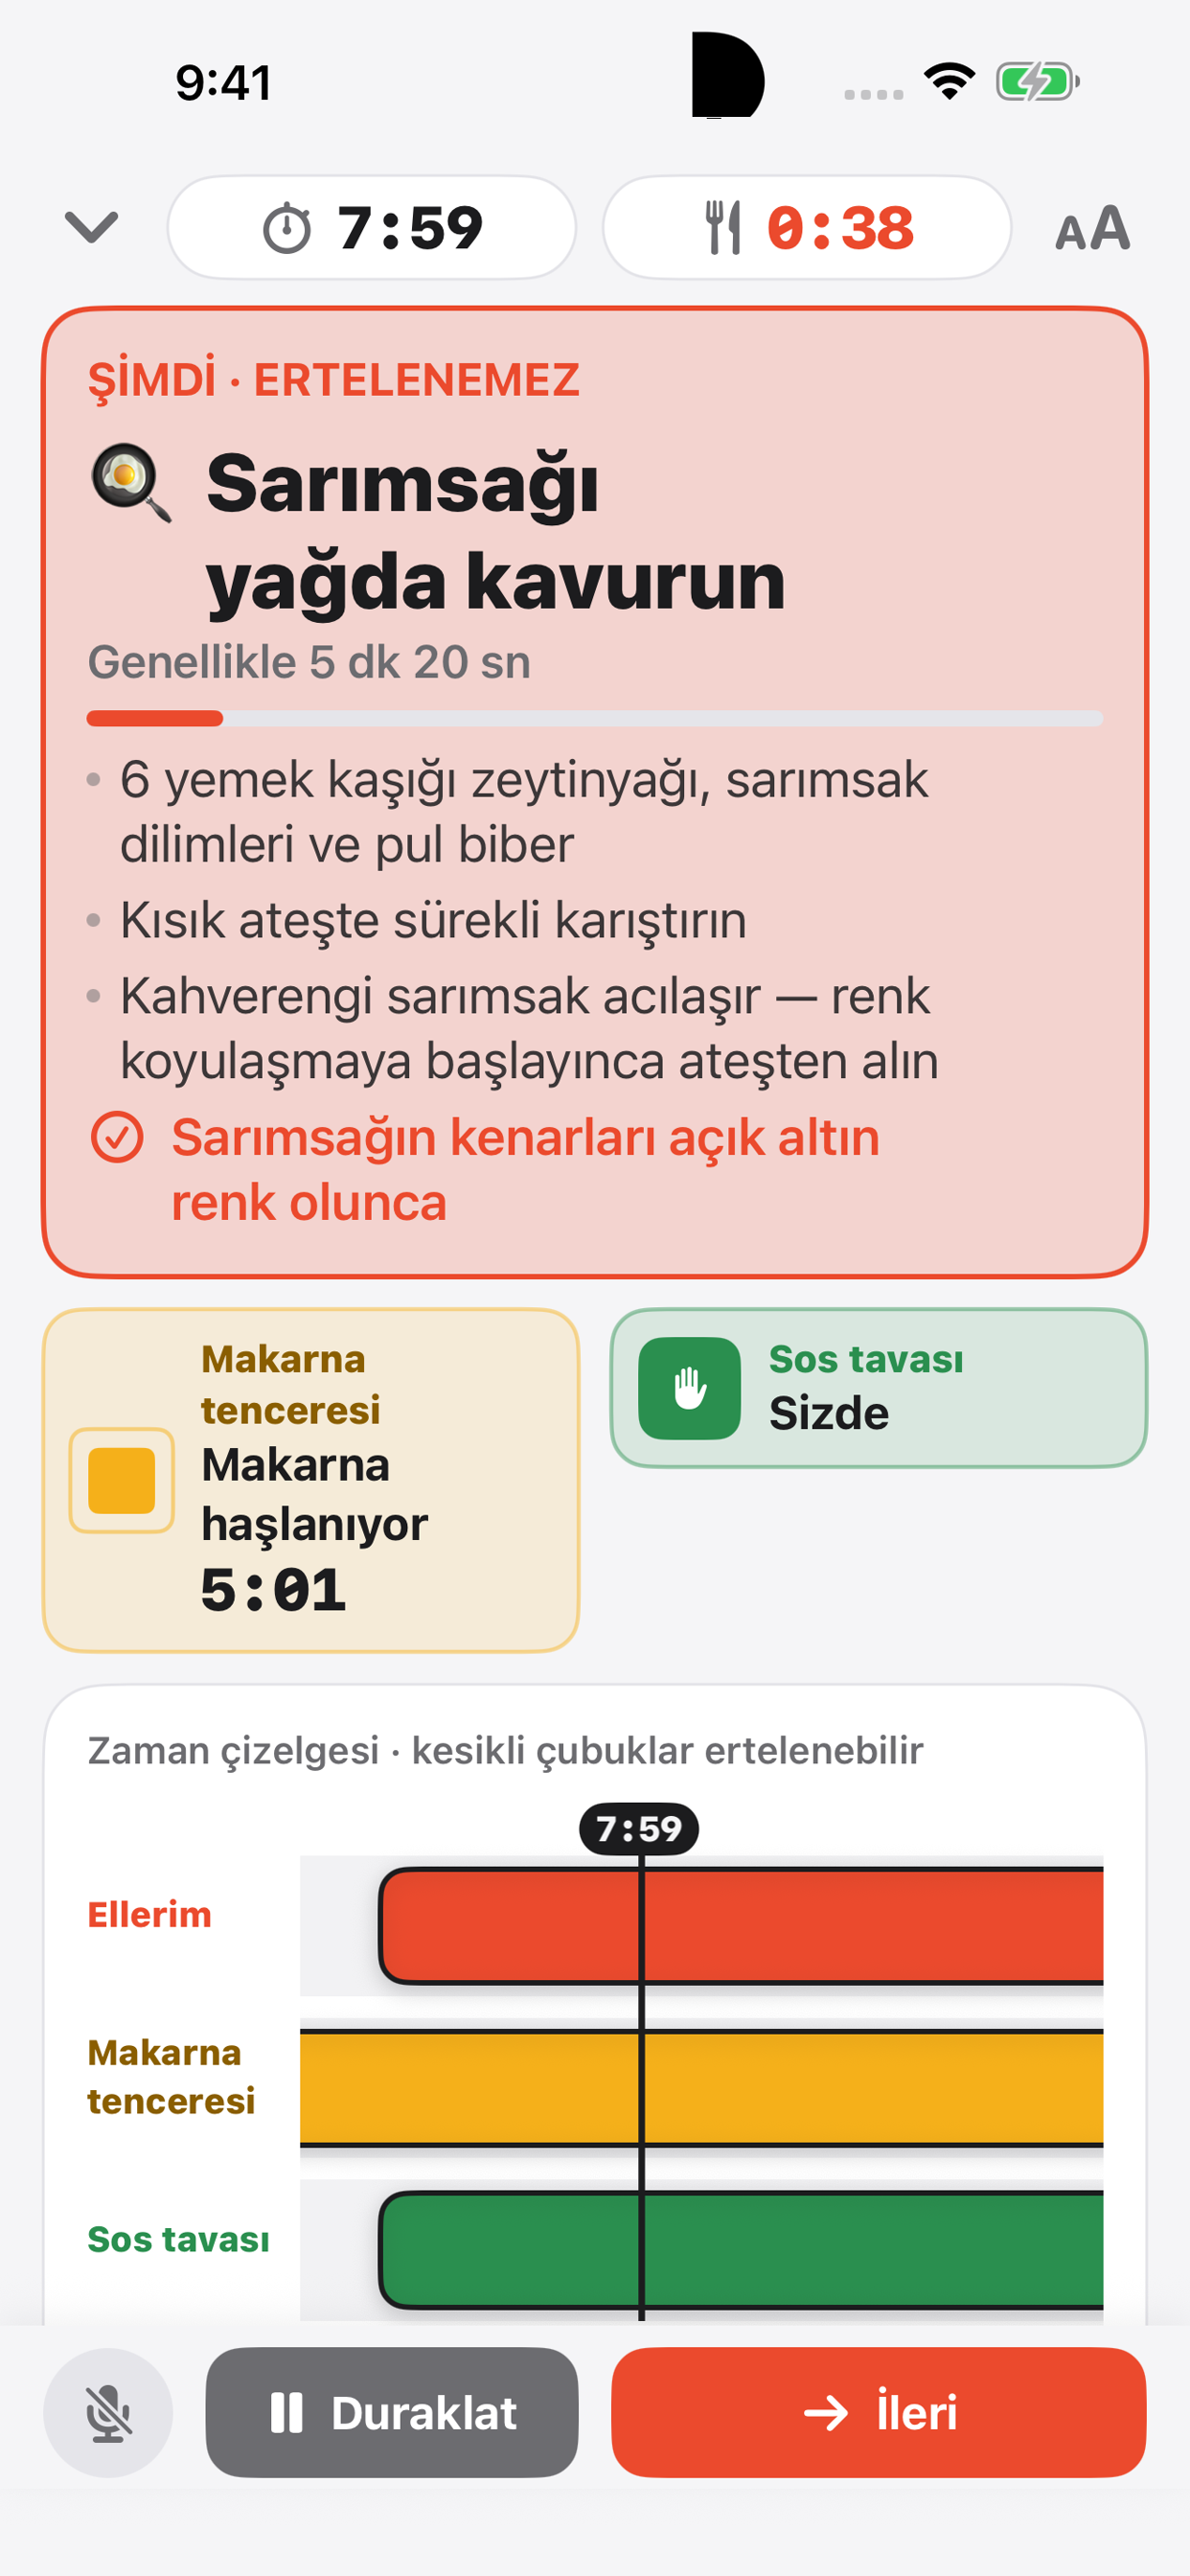 9:41
7:59
0:38
AA
ŞİMDİ · ERTELENEMEZ
Sarımsağı
yağda kavurun
Genellikle 5 dk 20 sn
• 6 yemek kaşığı zeytinyağı, sarımsak
dilimleri ve pul biber
• Kısık ateşte sürekli karıştırın
• Kahverengi sarımsak acılaşır — renk
koyulaşmaya başlayınca ateşten alın
Sarımsağın kenarları açık altın
renk olunca
Makarna
tenceresi
Makarna
haşlanıyor
5:01
Sos tavası
Sizde
Zaman çizelgesi · kesikli çubuklar ertelenebilir
7:59
Ellerim
Makarna
tenceresi
Sos tavası
Duraklat
İleri